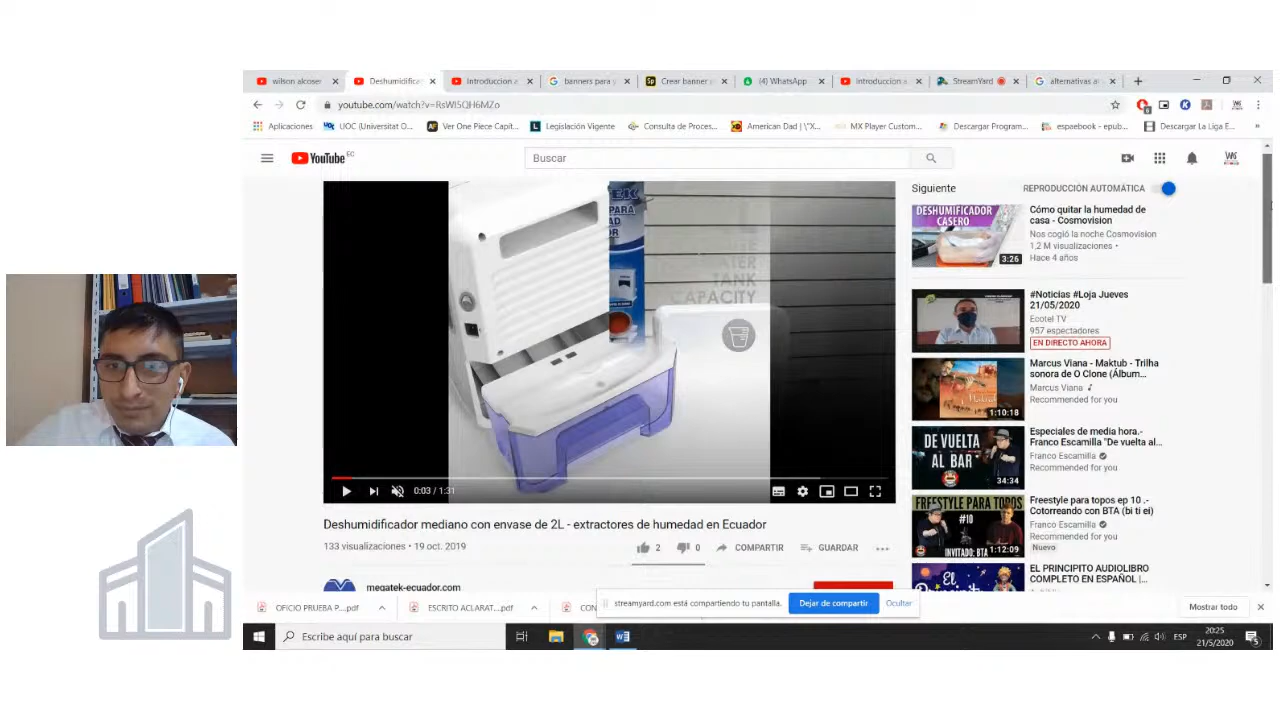 wilson alcoser
Deshumidifica
Introduccion a
banners para y
Crear banner
(4) WhatsApp
Introduccion a
StreamYard
alternativas a
youtube.com/watch?v=RsWI5QH6MZo
Aplicaciones
UOC (Universitat O...
Ver One Piece Capit...
Legislación Vigente
Consulta de Proces...
American Dad | \"X...
MX Player Custom...
Descargar Program...
espaebook - epub...
Descargar La Liga E...
YouTube EC
Buscar
TANK
CAPACITY
0:03 / 1:31
Deshumidificador mediano con envase de 2L - extractores de humedad en Ecuador
133 visualizaciones • 19 oct. 2019
2
0
COMPARTIR
GUARDAR
megatek-ecuador.com
Siguiente
REPRODUCCIÓN AUTOMÁTICA
DESHUMIFICADOR
CASERO
3:26
Cómo quitar la humedad de
casa - Cosmovision
Nos cogió la noche Cosmovision
1,2 M visualizaciones •
Hace 4 años
#Noticias #Loja Jueves
21/05/2020
Ecotel TV
957 espectadores
EN DIRECTO AHORA
1:10:18
Marcus Viana - Maktub - Trilha
sonora de O Clone (Álbum...
Marcus Viana
Recommended for you
DE VUELTA
AL BAR
34:34
Especiales de media hora.-
Franco Escamilla "De vuelta al...
Franco Escamilla
Recommended for you
FREESTYLE PARA TOPOS
#10
INVITADO: BTA
1:12:09
Freestyle para topos ep 10 .-
Cotorreando con BTA (bi ti ei)
Franco Escamilla
Recommended for you
Nuevo
El
PRINCIPITO
EL PRINCIPITO AUDIOLIBRO
COMPLETO EN ESPAÑOL |...
streamyard.com está compartiendo tu pantalla.
Dejar de compartir
Ocultar
OFICIO PRUEBA P....pdf
ESCRITO ACLARAT....pdf
CON
Mostrar todo
Escribe aquí para buscar
ESP
20:25
21/5/2020
5